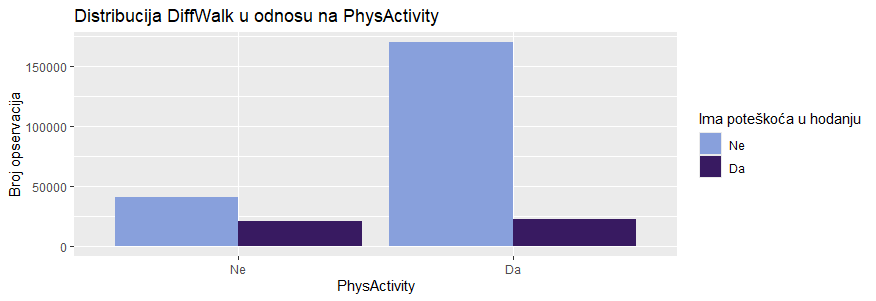 Distribucija DiffWalk u odnosu na PhysActivity
Broj opservacija
150000
100000
50000
0
Ne
Da
PhysActivity
Ima poteškoća u hodanju
Ne
Da